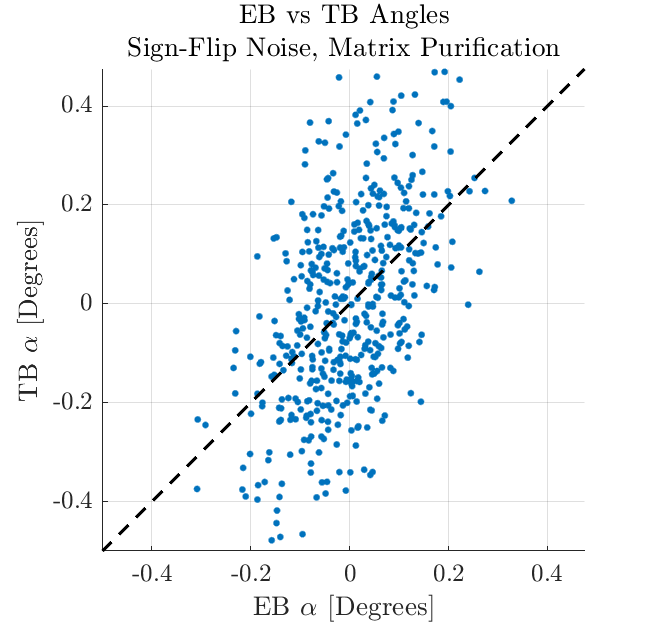 EB vs TB Angles
Sign-Flip Noise, Matrix Purification
0.4
0.2
0
-0.2
-0.4
TB α [Degrees]
-0.4 -0.2 0 0.2 0.4
EB α [Degrees]